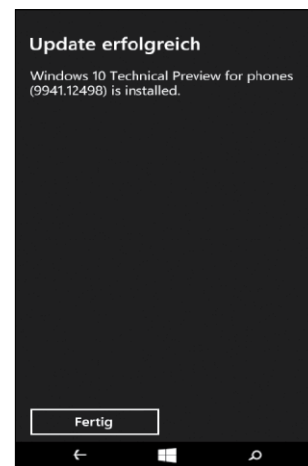 Update erfolgreich
Windows 10 Technical Preview for phones
(9941.12498) is installed.
Fertig